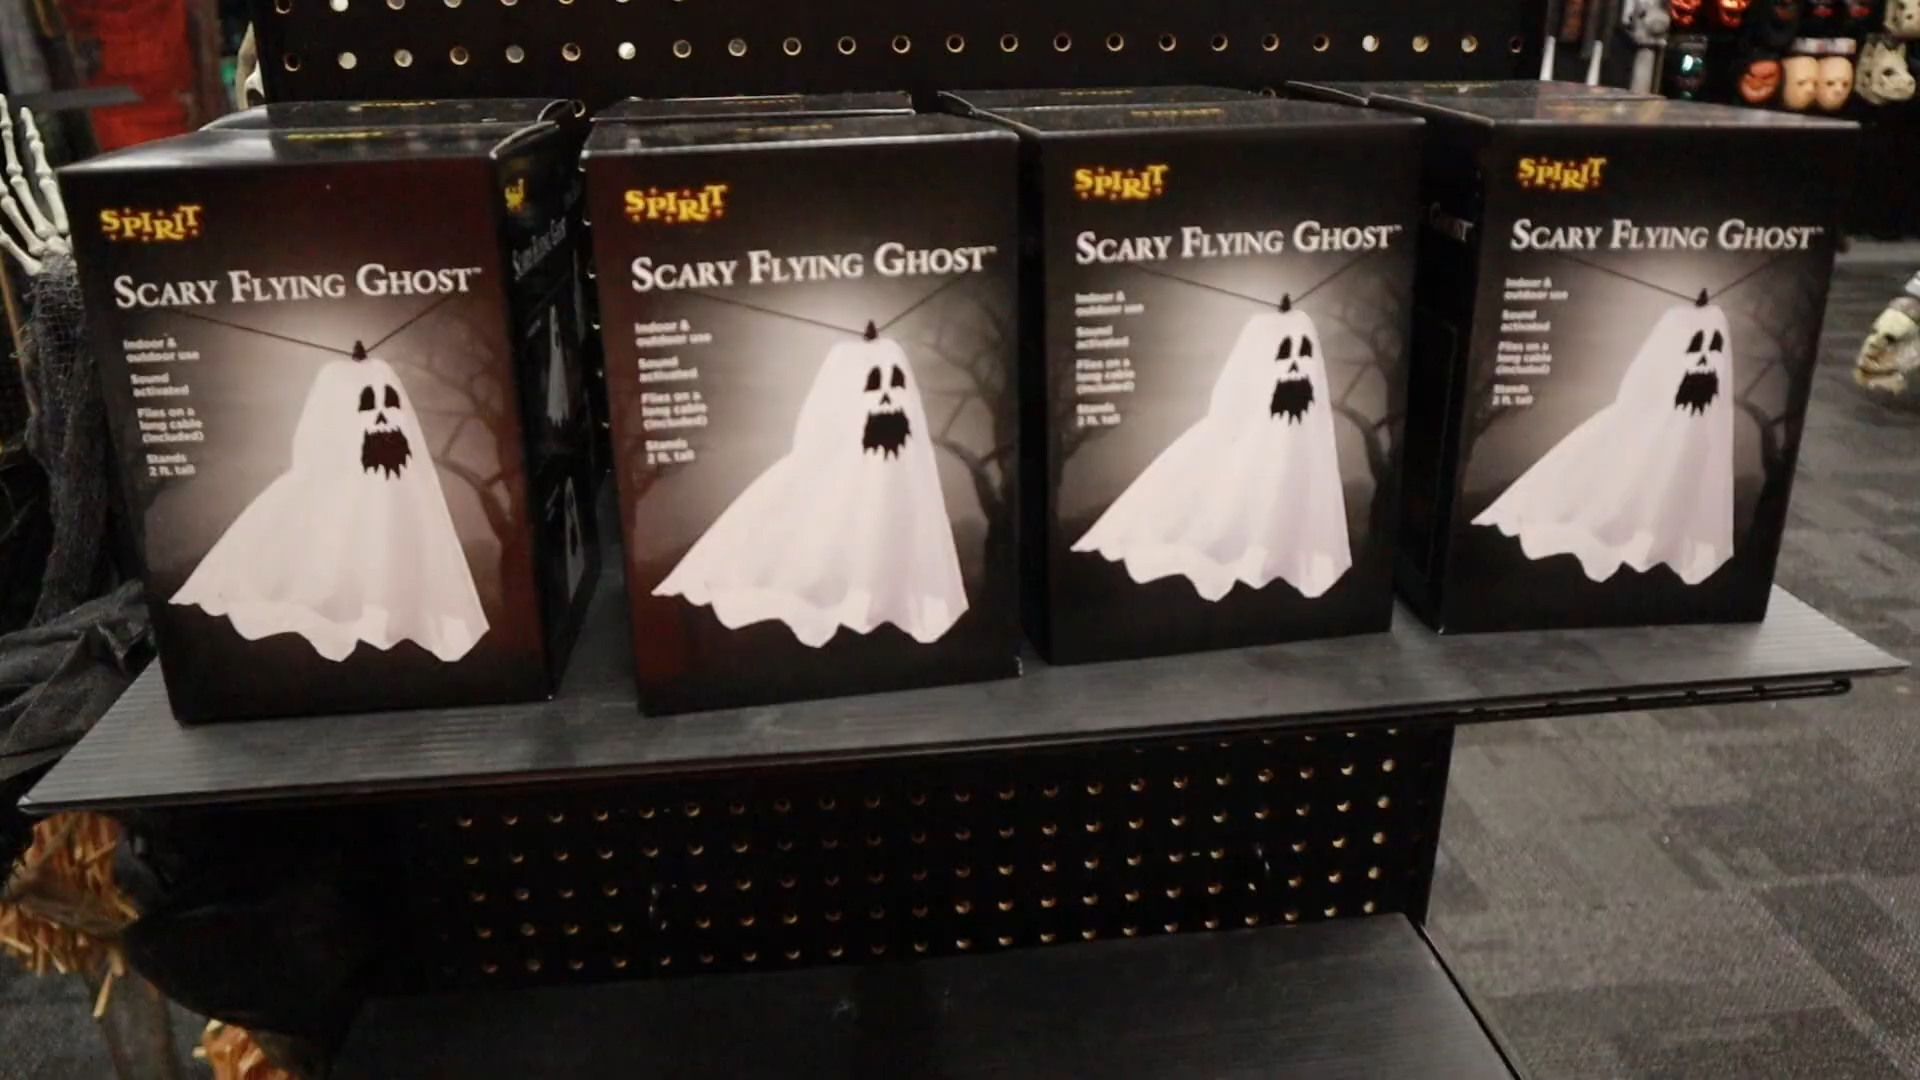 SPIRIT
SCARY FLYING GHOST™
Indoor &
outdoor use
Sound
activated
Flies on a
long cable
(included)
Stands
2 ft. tall
SPIRIT
SCARY FLYING GHOST™
Indoor &
outdoor use
Sound
activated
Flies on a
long cable
(included)
Stands
2 ft. tall
SPIRIT
SCARY FLYING GHOST™
Indoor &
outdoor use
Sound
activated
Flies on a
long cable
(included)
Stands
2 ft. tall
SPIRIT
SCARY FLYING GHOST™
Indoor &
outdoor use
Sound
activated
Flies on a
long cable
(included)
Stands
2 ft. tall